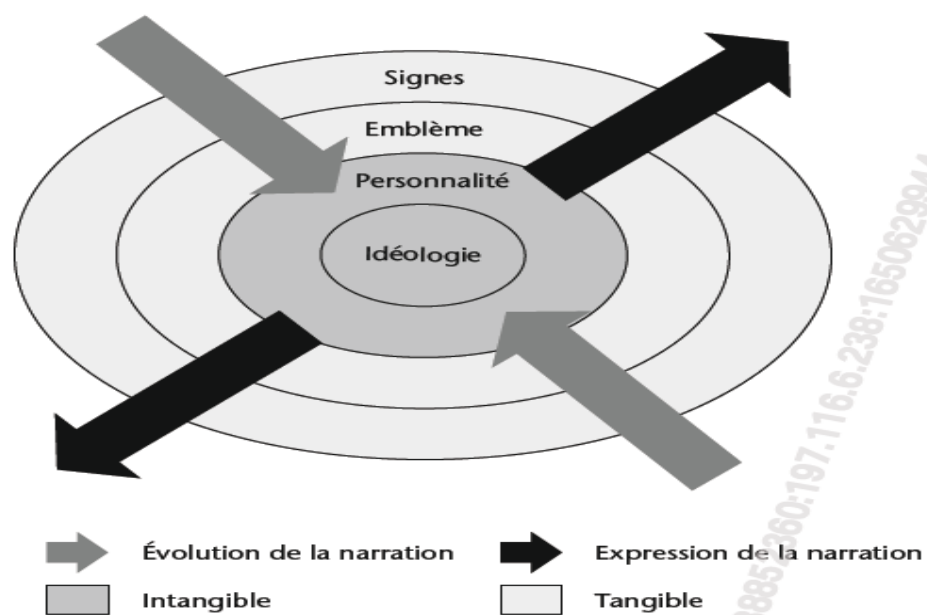 Signes
Emblème
Personnalité
Idéologie
Évolution de la narration
Expression de la narration
Intangible
Tangible